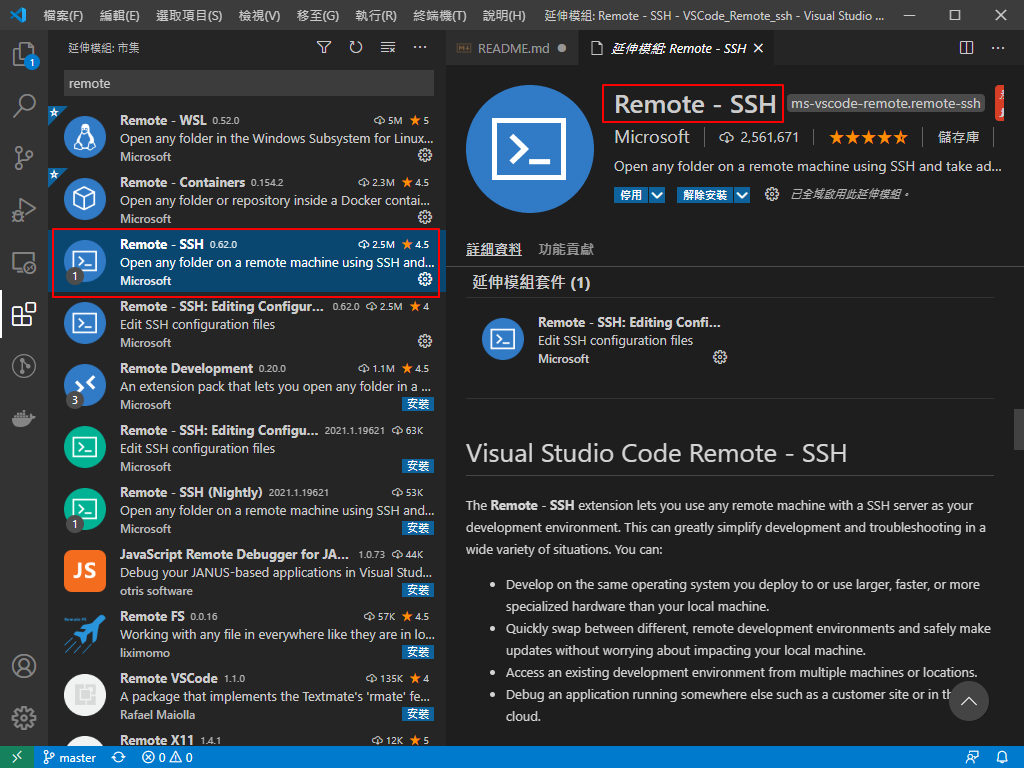 檔案(F) 編輯(E) 選取項目(S) 檢視(V) 移至(G) 執行(R) 終端機(T) 說明(H) 延伸模組: Remote - SSH - VSCode_Remote_ssh - Visual Studio ...
延伸模組: 市集
remote
Remote - WSL 0.52.0 5M ★ 5
Open any folder in the Windows Subsystem for Linux...
Microsoft
Remote - Containers 0.154.2 2.3M ★ 4.5
Open any folder or repository inside a Docker contai...
Microsoft
Remote - SSH 0.62.0 2.5M ★ 4.5
Open any folder on a remote machine using SSH and...
Microsoft
1
Remote - SSH: Editing Configur... 0.62.0 2.5M ★ 4
Edit SSH configuration files
Microsoft
Remote Development 0.20.0 1.1M ★ 4.5
An extension pack that lets you open any folder in a ...
Microsoft 安裝
3
Remote - SSH: Editing Configu... 2021.1.19621 63K
Edit SSH configuration files
Microsoft 安裝
Remote - SSH (Nightly) 2021.1.19621 53K
Open any folder on a remote machine using SSH and...
Microsoft 安裝
1
JS
JavaScript Remote Debugger for JA... 1.0.73 44K
Debug your JANUS-based applications in Visual Stud...
otris software 安裝
Remote FS 0.0.16 57K ★ 4.5
Working with any file in everywhere like they are in lo...
liximomo 安裝
Remote VSCode 1.1.0 135K ★ 4
A package that implements the Textmate's 'rmate' fe...
Rafael Maiolla 安裝
Remote X11 1.4.1 12K ★ 5
1
README.md ● 延伸模組: Remote - SSH ×
Remote - SSH ms-vscode-remote.remote-ssh
Microsoft 2,561,671 ★★★★★ 儲存庫
Open any folder on a remote machine using SSH and take ad...
停用 解除安裝 已全域啟用此延伸模組。
詳細資料 功能貢獻
延伸模組套件 (1)
Remote - SSH: Editing Confi...
Edit SSH configuration files
Microsoft
Visual Studio Code Remote - SSH
The Remote - SSH extension lets you use any remote machine with a SSH server as your
development environment. This can greatly simplify development and troubleshooting in a
wide variety of situations. You can:
• Develop on the same operating system you deploy to or use larger, faster, or more
specialized hardware than your local machine.
• Quickly swap between different, remote development environments and safely make
updates without worrying about impacting your local machine.
• Access an existing development environment from multiple machines or locations.
• Debug an application running somewhere else such as a customer site or in
cloud.
master 0 0